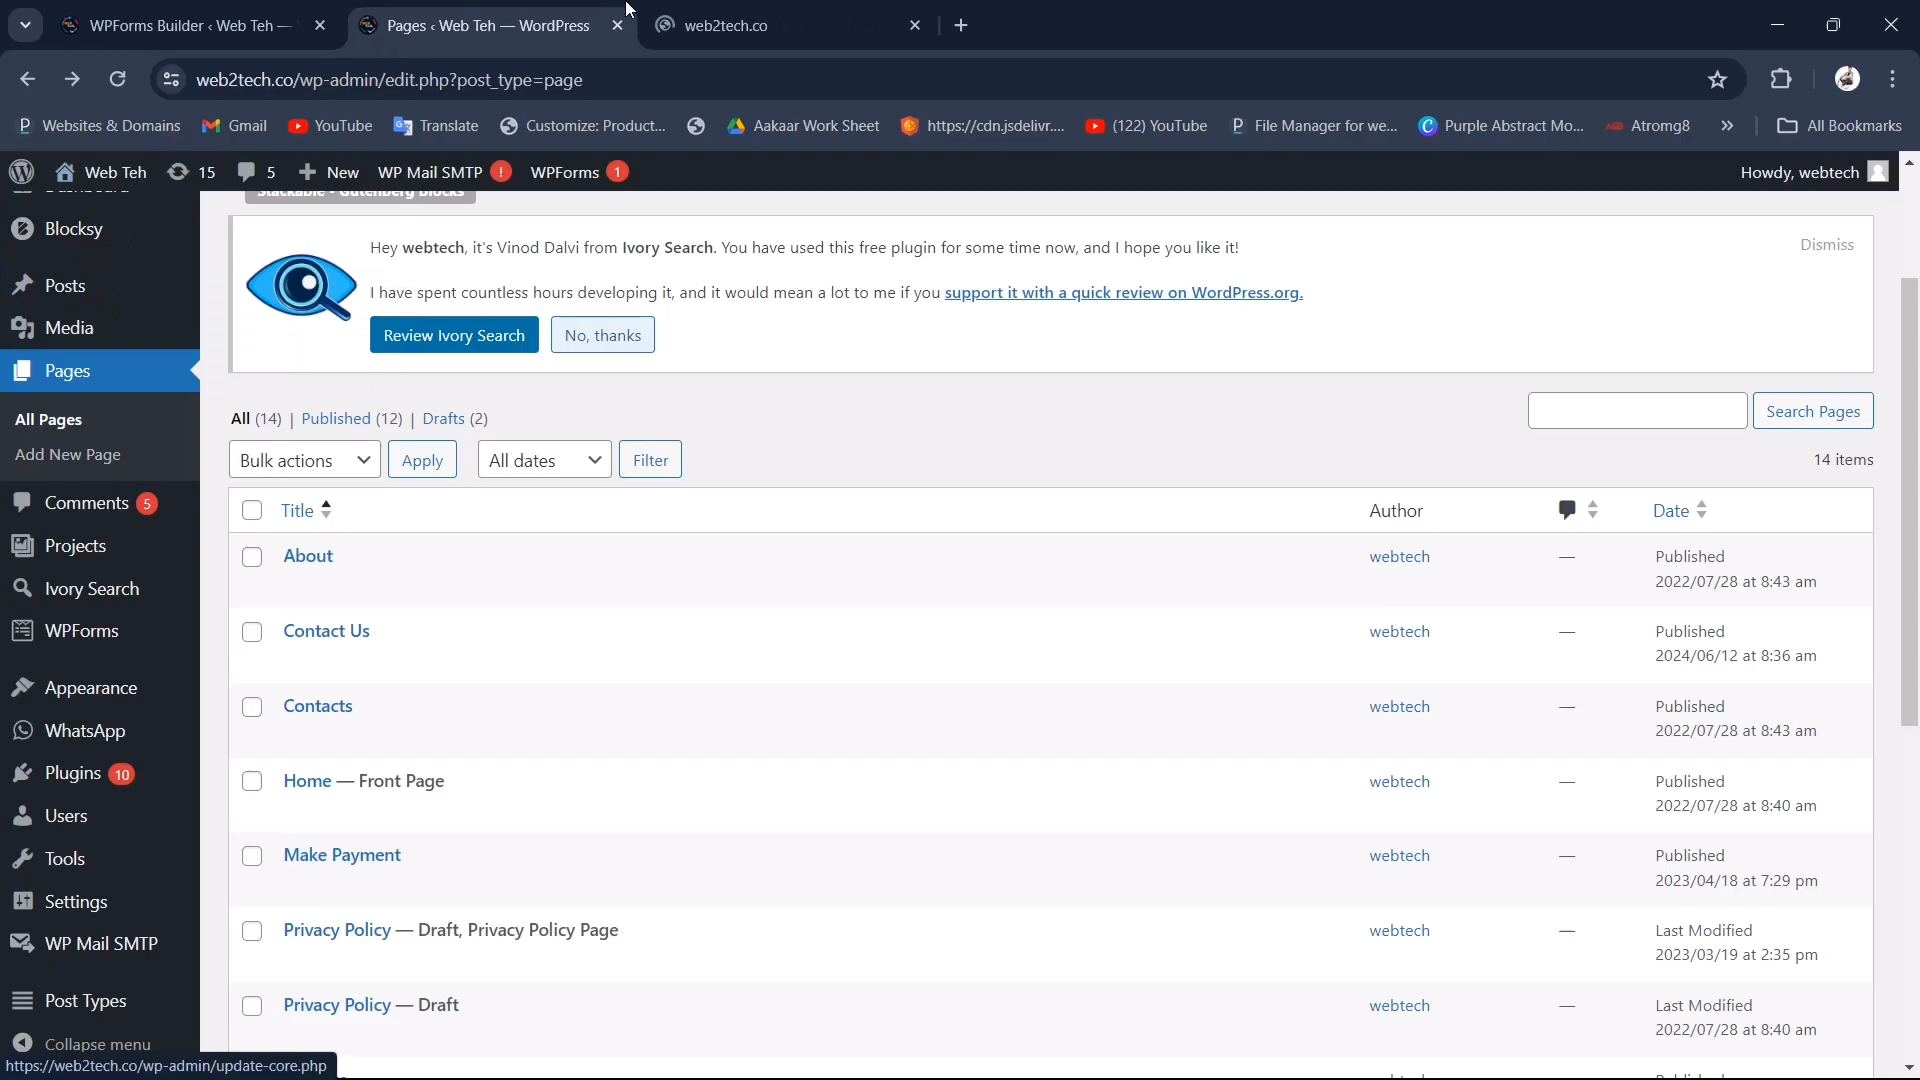 WPForms Builder ‹ Web Teh —
Pages ‹ Web Teh — WordPress
web2tech.co
web2tech.co/wp-admin/edit.php?post_type=page
Websites & Domains
Gmail
YouTube
Translate
Customize: Product...
Aakaar Work Sheet
https://cdn.jsdelivr....
(122) YouTube
File Manager for we...
Purple Abstract Mo...
Atromg8
»
All Bookmarks
Web Teh
15
5
New
WP Mail SMTP !
WPForms 1
Howdy, webtech
Dashboard
Blocksy
Posts
Media
Pages
All Pages
Add New Page
Comments 5
Projects
Ivory Search
WPForms
Appearance
WhatsApp
Plugins 10
Users
Tools
Settings
WP Mail SMTP
Post Types
Collapse menu
https://web2tech.co/wp-admin/update-core.php
Stackable - Gutenberg Blocks
Hey webtech, it's Vinod Dalvi from Ivory Search. You have used this free plugin for some time now, and I hope you like it!
Dismiss
I have spent countless hours developing it, and it would mean a lot to me if you support it with a quick review on WordPress.org.
Review Ivory Search
No, thanks
All (14) | Published (12) | Drafts (2)
Search Pages
Bulk actions
Apply
All dates
Filter
14 items
Title
Author
Date
About
webtech
—
Published
2022/07/28 at 8:43 am
Contact Us
webtech
—
Published
2024/06/12 at 8:36 am
Contacts
webtech
—
Published
2022/07/28 at 8:43 am
Home — Front Page
webtech
—
Published
2022/07/28 at 8:40 am
Make Payment
webtech
—
Published
2023/04/18 at 7:29 pm
Privacy Policy — Draft, Privacy Policy Page
webtech
—
Last Modified
2023/03/19 at 2:35 pm
Privacy Policy — Draft
webtech
—
Last Modified
2022/07/28 at 8:40 am